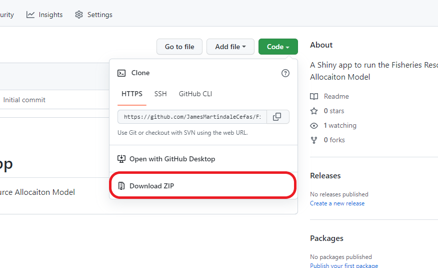 urity
Insights
Settings
Go to file
Add file
Code
About
A Shiny app to run the Fisheries Reso
Allocaiton Model
Readme
0 stars
1 watching
0 forks
Clone
HTTPS SSH GitHub CLI
https://github.com/JamesMartindaleCefas/F
Use Git or checkout with SVN using the web URL.
Open with GitHub Desktop
Download ZIP
Initial commit
pp
urce Allocaiton Model
Releases
No releases published
Create a new release
Packages
No packages published
Publish your first package